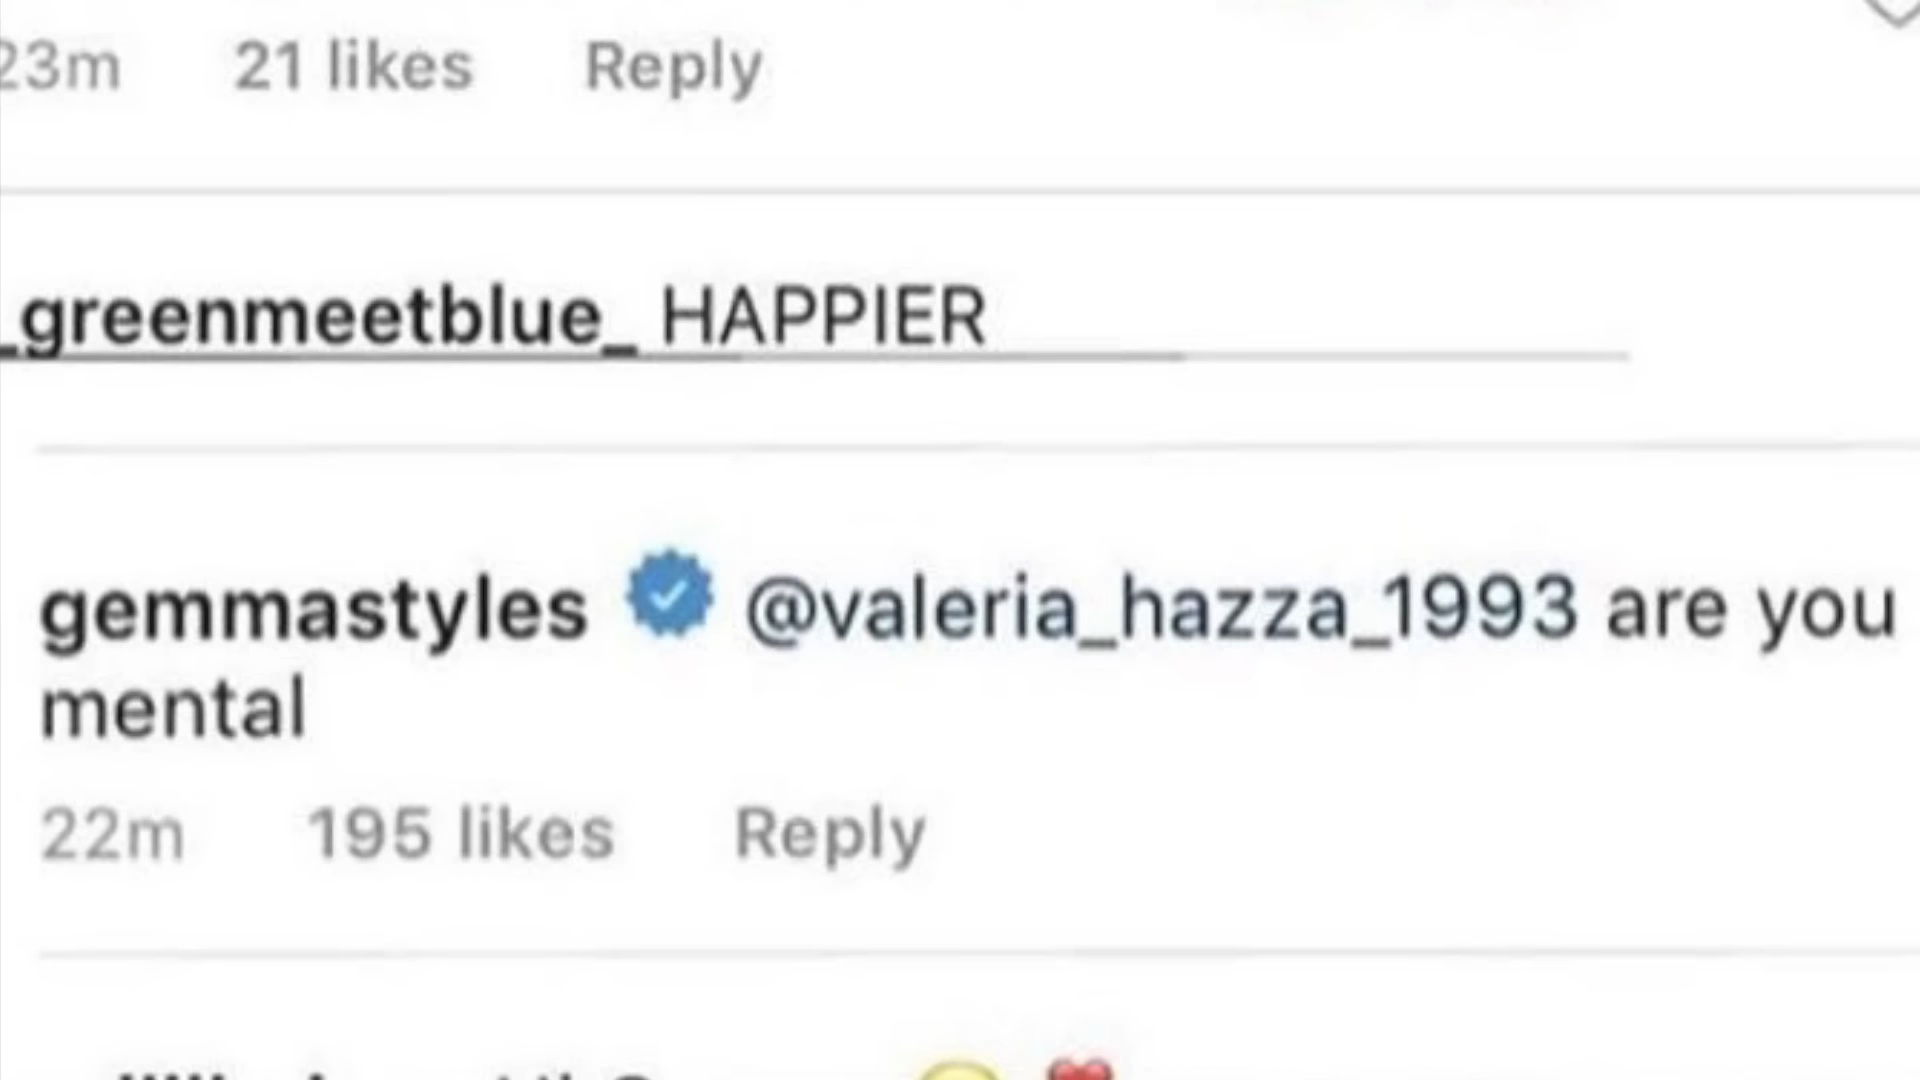 23m 21 likes Reply
_greenmeetblue_ HAPPIER
gemmastyles @valeria_hazza_1993 are you
mental
22m 195 likes Reply